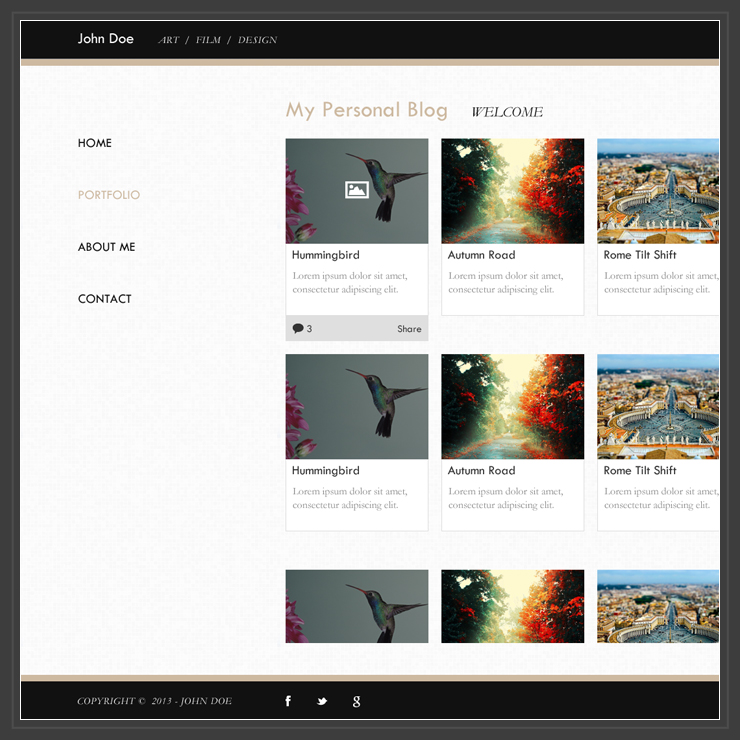 John Doe ART / FILM / DESIGN
My Personal Blog WELCOME
HOME
PORTFOLIO
ABOUT ME
CONTACT
Hummingbird
Lorem ipsum dolor sit amet,
consectetur adipiscing elit.
3 Share
Autumn Road
Lorem ipsum dolor sit amet,
consectetur adipiscing elit.
Rome Tilt Shift
Lorem ipsum dolor sit amet,
consectetur adipiscing elit.
Hummingbird
Lorem ipsum dolor sit amet,
consectetur adipiscing elit.
Autumn Road
Lorem ipsum dolor sit amet,
consectetur adipiscing elit.
Rome Tilt Shift
Lorem ipsum dolor sit amet,
consectetur adipiscing elit.
COPYRIGHT © 2013 - JOHN DOE